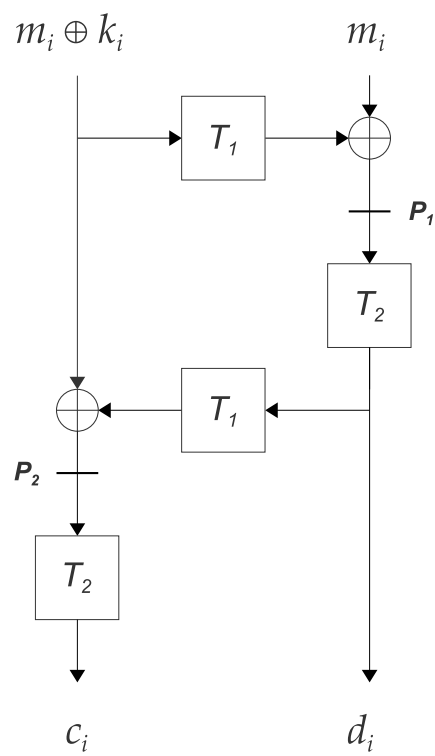 m_i ⊕ k_i
m_i
T_1
P_1
T_2
T_1
P_2
T_2
c_i
d_i